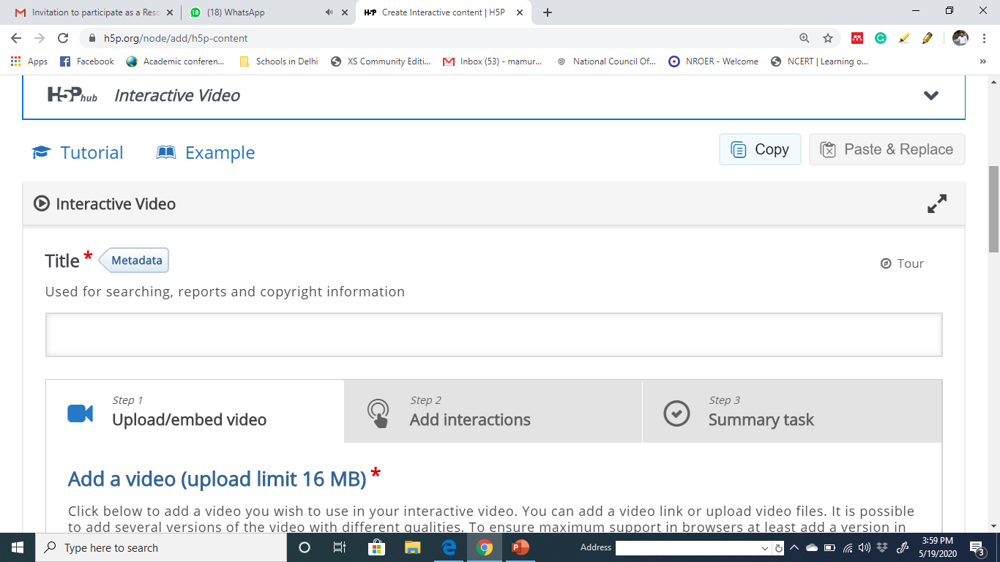 Invitation to participate as a Reso
18
(18) WhatsApp
H5P
Create Interactive content | H5P
h5p.org/node/add/h5p-content
Apps
Facebook
Academic conferen...
Schools in Delhi
XS Community Editi...
Inbox (53) - mamur...
National Council Of...
NROER - Welcome
NCERT | Learning o...
H5P hub Interactive Video
Tutorial
Example
Copy
Paste & Replace
Interactive Video
Title *
Metadata
Tour
Used for searching, reports and copyright information
Step 1
Upload/embed video
Step 2
Add interactions
Step 3
Summary task
Add a video (upload limit 16 MB) *
Click below to add a video you wish to use in your interactive video. You can add a video link or upload video files. It is possible
to add several versions of the video with different qualities. To ensure maximum support in browsers at least add a version in
Type here to search
Address
3:59 PM
5/19/2020
3